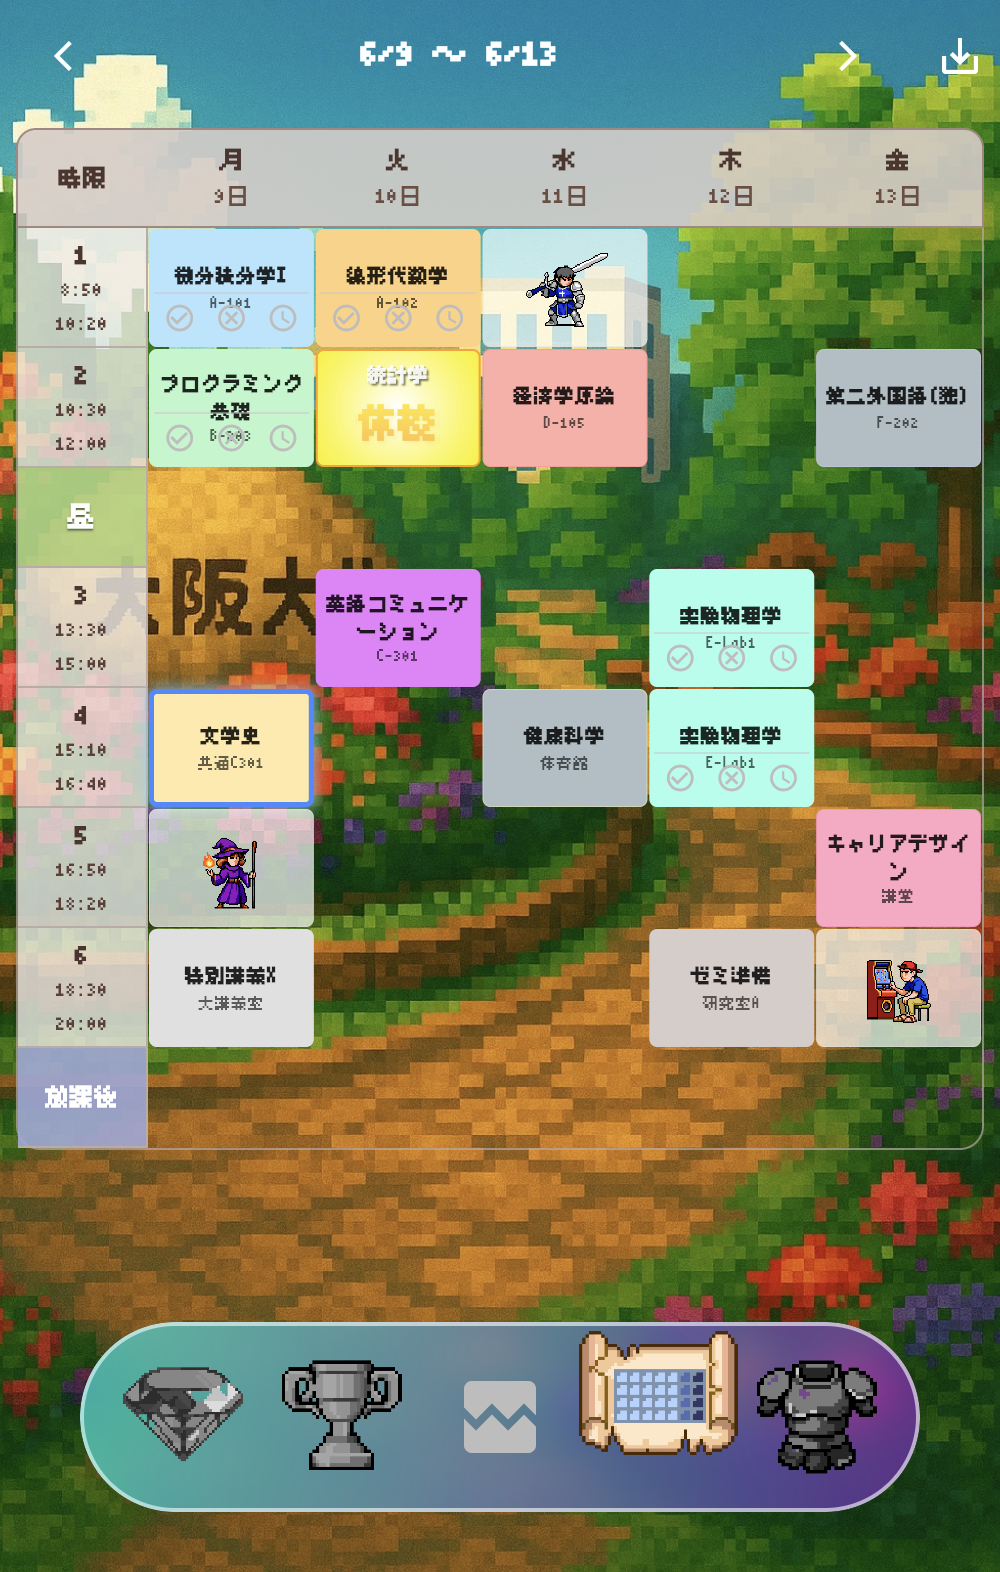 6/9 〜 6/13
時限
月
9日
火
10日
水
11日
木
12日
金
13日
1
8:50
10:20
微分積分学I
A-101
線形代数学
A-102
2
10:30
12:00
プログラミング
基礎
B-203
統計学
休校
経済学原論
D-105
第二外国語(独)
F-202
昼
大阪大
3
13:30
15:00
英語コミュニケ
ーション
C-301
実験物理学
E-Lab1
4
15:10
16:40
文学史
共通C301
健康科学
体育館
実験物理学
E-Lab1
5
16:50
18:20
キャリアデザイ
ン
講堂
6
18:30
20:00
特別講義X
大講義室
ゼミ準備
研究室A
放課後